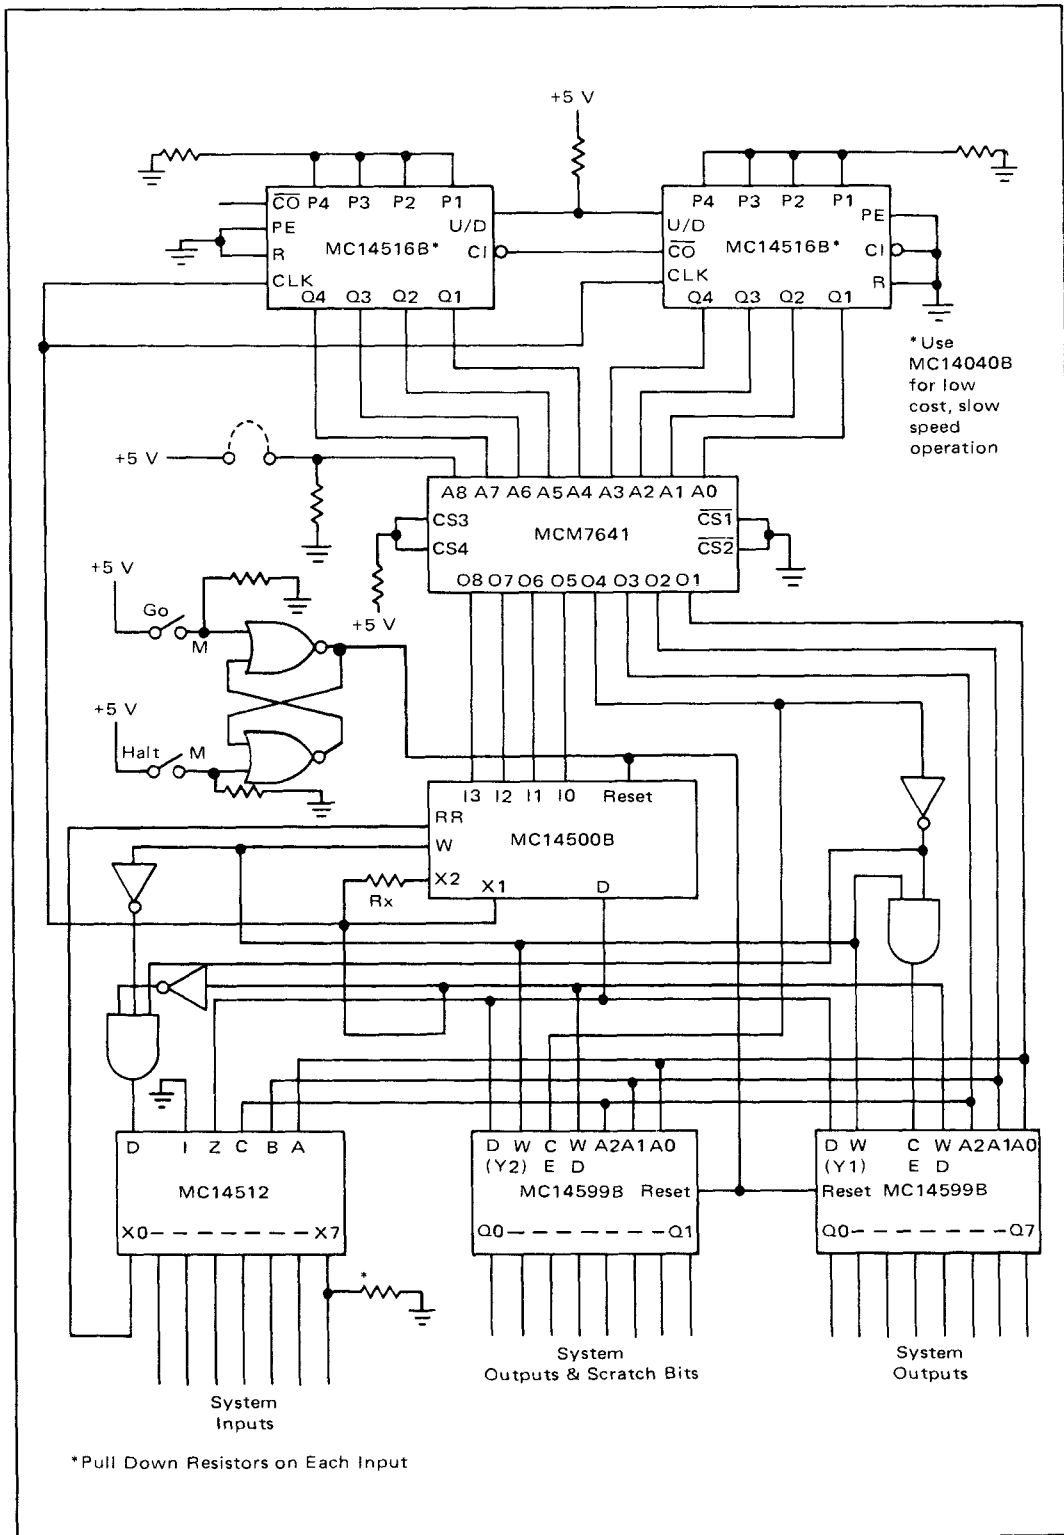 +5 V
CO P4 P3 P2 P1
PE U/D
MC14516B*
R CI
CLK
Q4 Q3 Q2 Q1
P4 P3 P2 P1
U/D PE
MC14516B*
CO CI
CLK R
Q4 Q3 Q2 Q1
*Use
MC14040B
for low
cost, slow
speed
operation
+5 V
A8 A7 A6 A5 A4 A3 A2 A1 A0
CS3 CS1
MCM7641
CS4 CS2
O8 O7 O6 O5 O4 O3 O2 O1
+5 V
+5 V
Go
M
+5 V
Halt M
I3 I2 I1 I0 Reset
RR
MC14500B
W
X2 X1 D
Rx
D I Z C B A
MC14512
X0 X7
D W C W A2 A1 A0
(Y2) E D
MC14599B Reset
Q0 Q1
D W C W A2 A1 A0
(Y1) E D
Reset MC14599B
Q0 Q7
*
System
Inputs
System
Outputs & Scratch Bits
System
Outputs
*Pull Down Resistors on Each Input